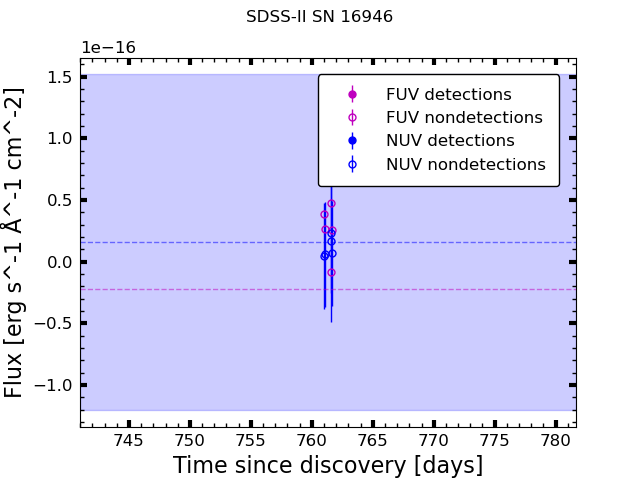 SDSS-II SN 16946
1e−16
FUV detections
FUV nondetections
NUV detections
NUV nondetections
1.5
1.0
0.5
0.0
−0.5
−1.0
Flux [erg s^-1 Å^-1 cm^-2]
745 750 755 760 765 770 775 780
Time since discovery [days]